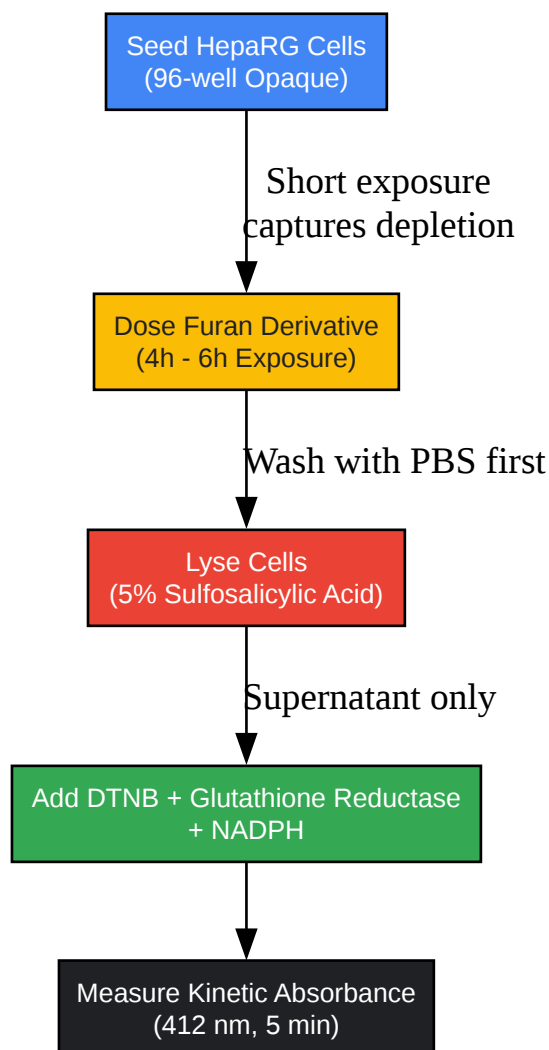 Seed HepaRG Cells
(96-well Opaque)
Short exposure
captures depletion
Dose Furan Derivative
(4h - 6h Exposure)
Wash with PBS first
Lyse Cells
(5% Sulfosalicylic Acid)
Supernatant only
Add DTNB + Glutathione Reductase
+ NADPH
Measure Kinetic Absorbance
(412 nm, 5 min)